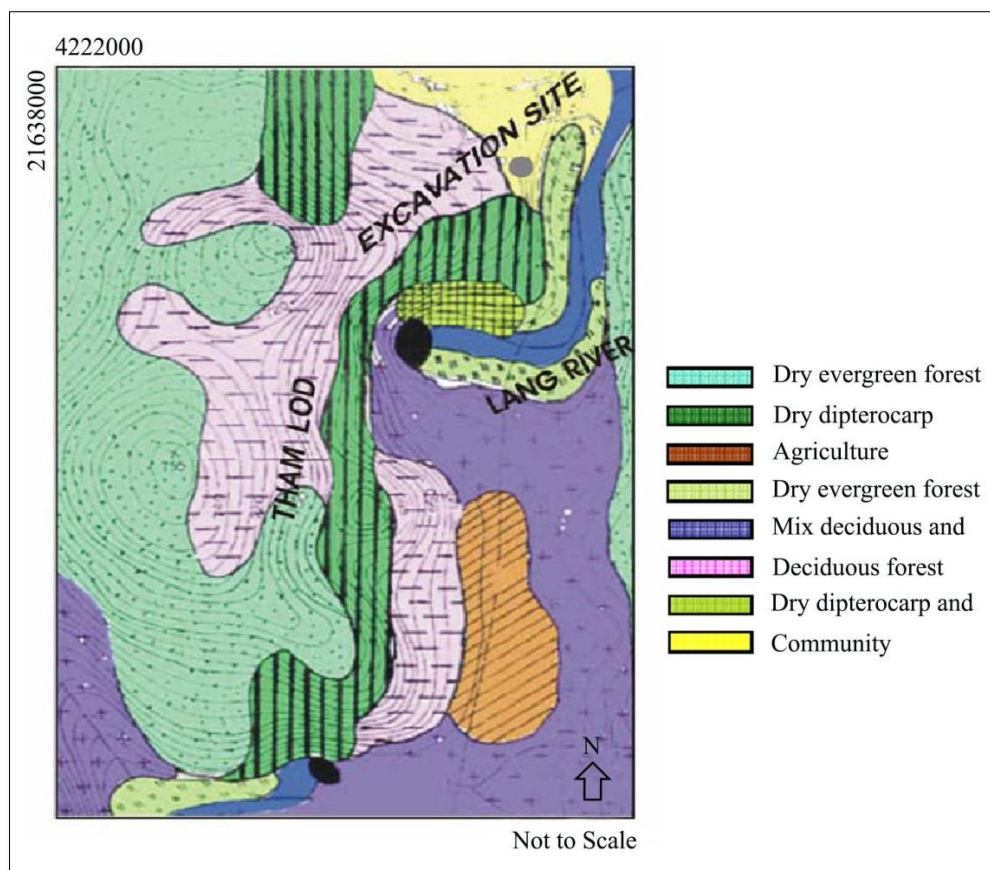 4222000
21638000
EXCAVATION SITE
LANG RIVER
THAM LOD
N
Not to Scale
Dry evergreen forest
Dry dipterocarp
Agriculture
Dry evergreen forest
Mix deciduous and
Deciduous forest
Dry dipterocarp and
Community